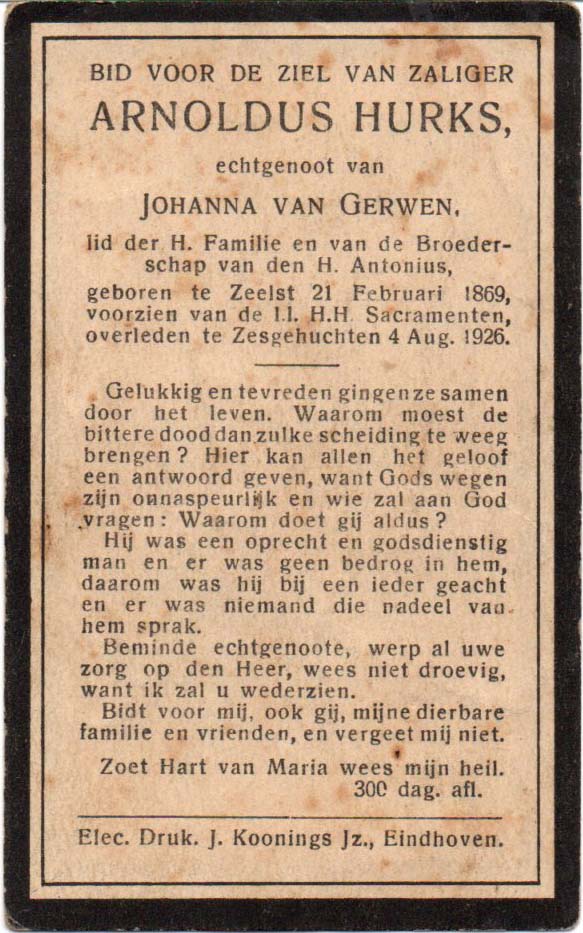 BID VOOR DE ZIEL VAN ZALIGER
ARNOLDUS HURKS,
echtgenoot van
JOHANNA VAN GERWEN,
lid der H. Familie en van de Broeder-
schap van den H. Antonius,
geboren te Zeelst 21 Februari 1869,
voorzien van de l.l. H.H. Sacramenten,
overleden te Zesgehuchten 4 Aug. 1926.
Gelukkig en tevreden gingen ze samen
door het leven. Waarom moest de
bittere dood dan zulke scheiding te weeg
brengen? Hier kan allen het geloof
een antwoord geven, want Gods wegen
zijn onnaspeurlijk en wie zal aan God
vragen: Waarom doet gij aldus?
Hij was een oprecht en godsdienstig
man en er was geen bedrog in hem,
daarom was hij bij een ieder geacht
en er was niemand die nadeel van
hem sprak.
Beminde echtgenoote, werp al uwe
zorg op den Heer, wees niet droevig,
want ik zal u wederzien.
Bidt voor mij, ook gij, mijne dierbare
familie en vrienden, en vergeet mij niet.
Zoet Hart van Maria wees mijn heil.
300 dag. afl.
Elec. Druk. J. Koonings Jz., Eindhoven.